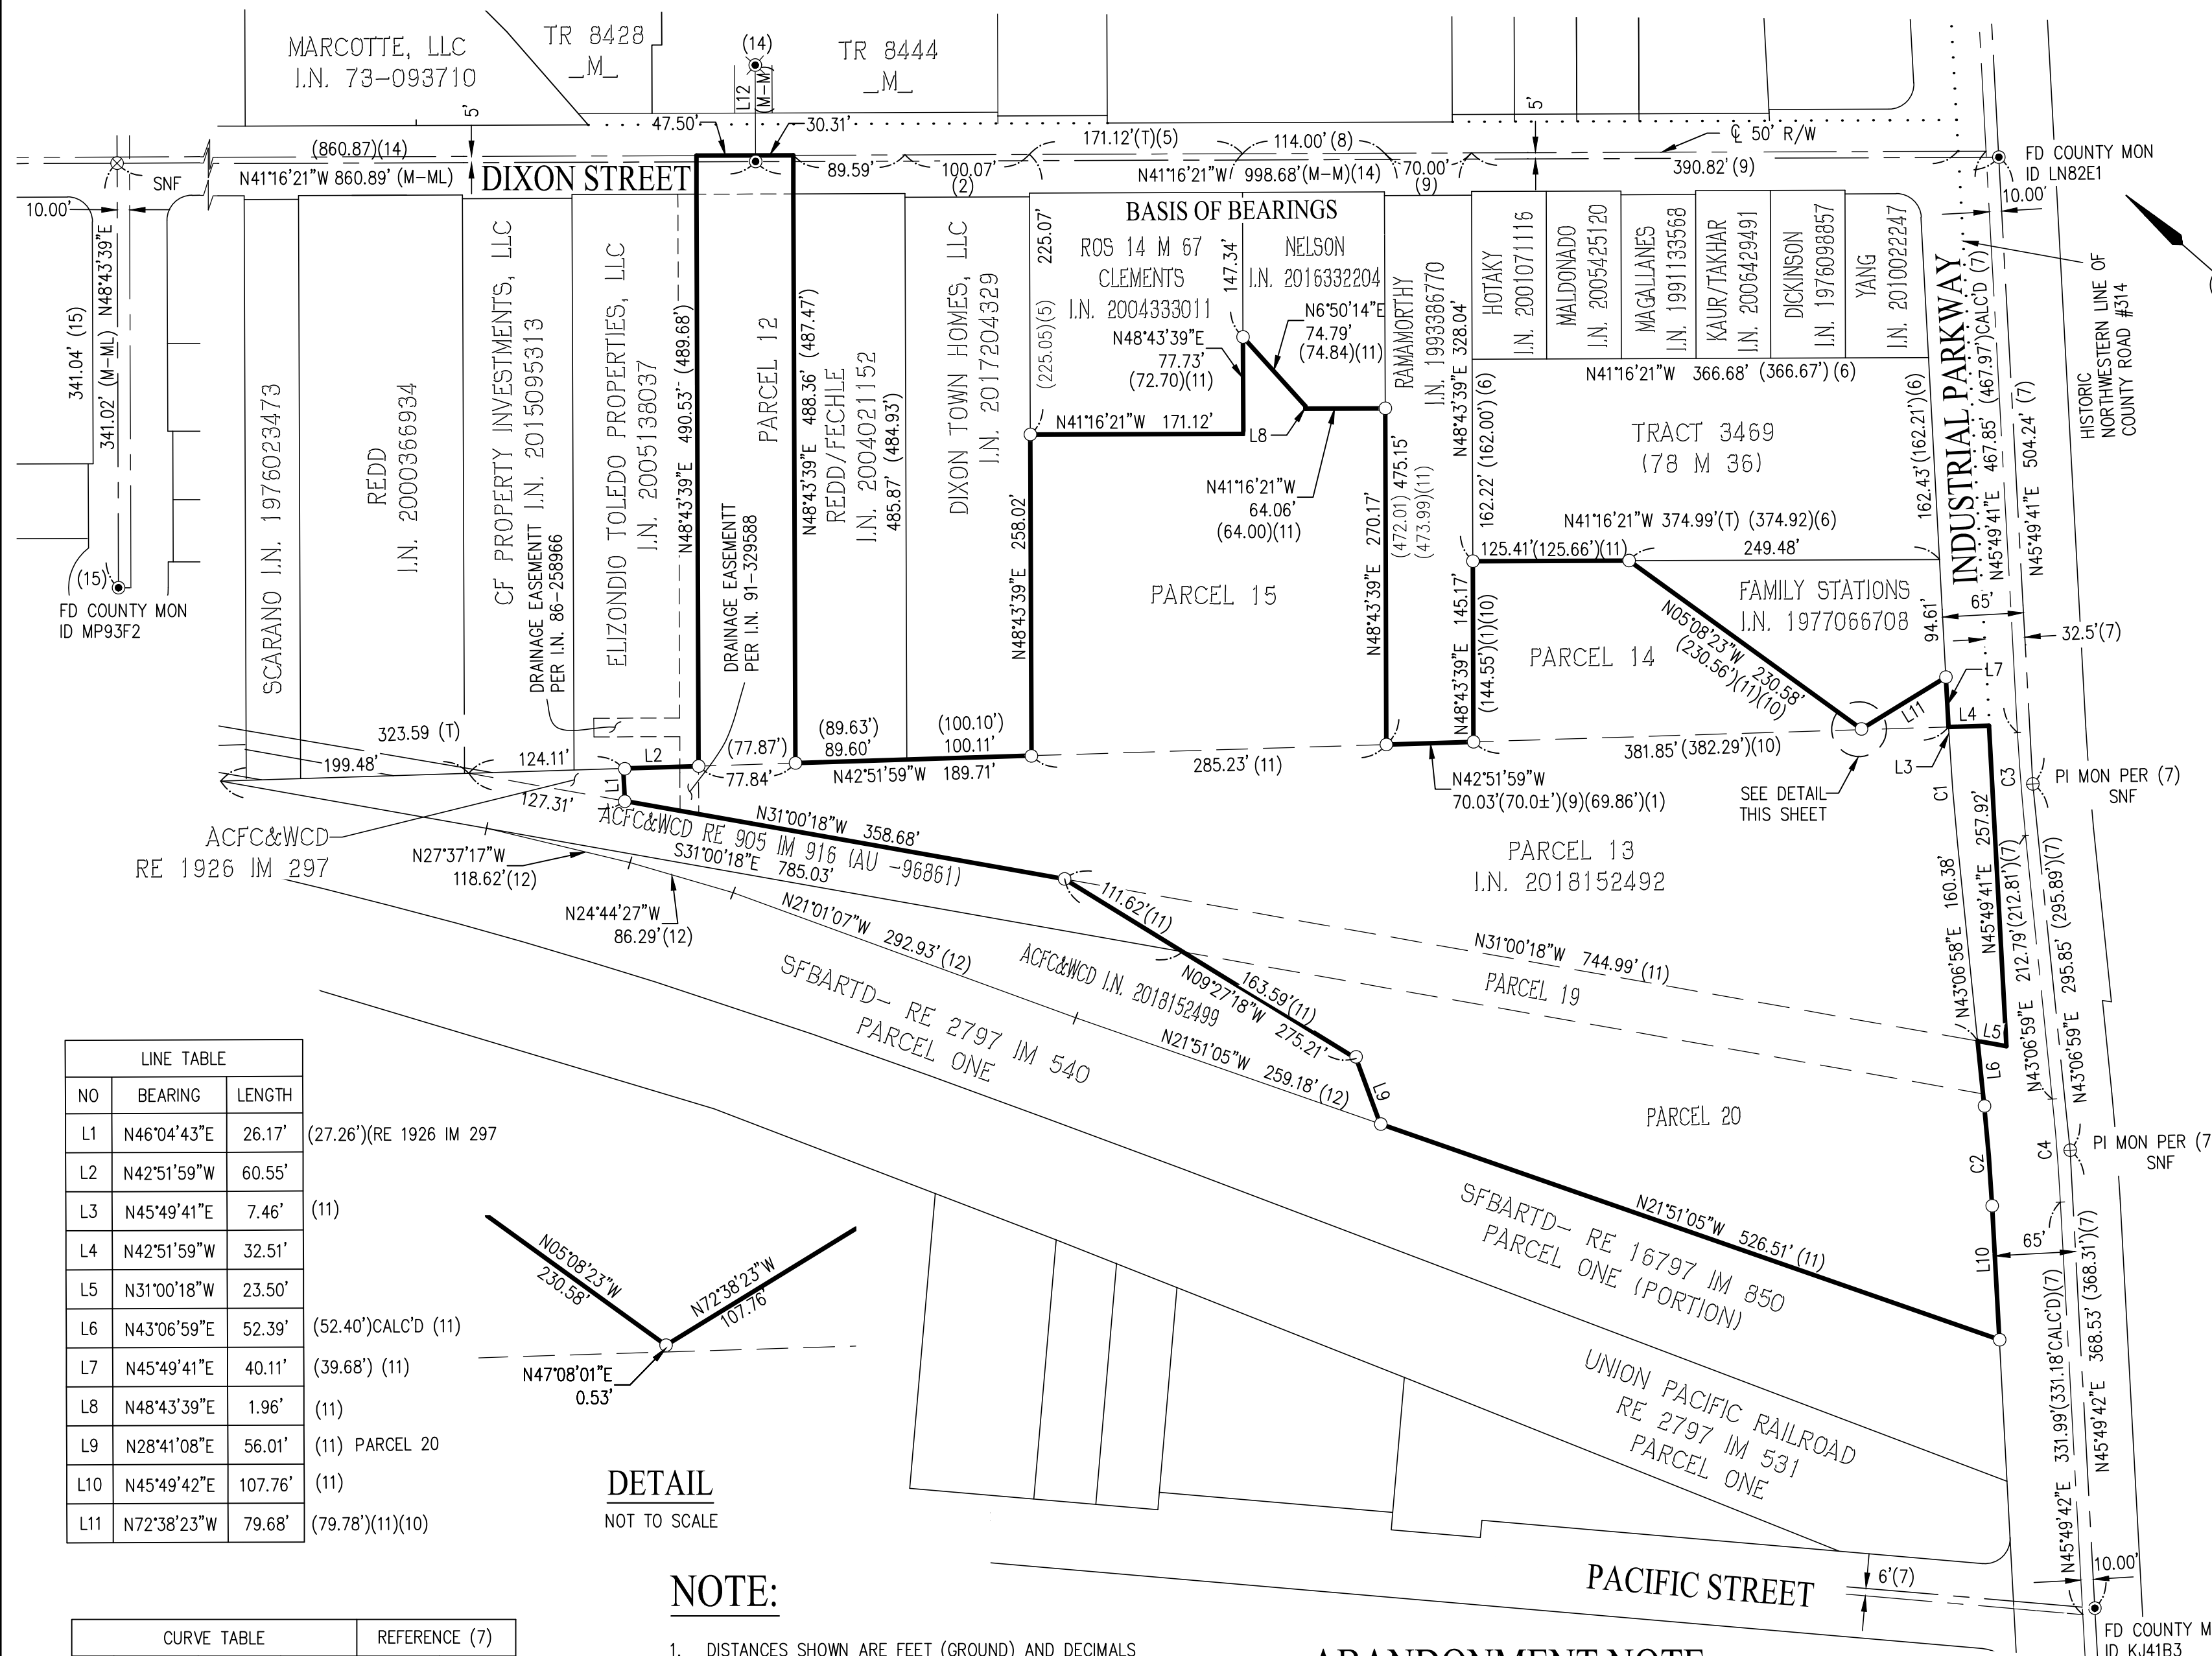 MARCOTTE, LLC
I.N. 73-093710
TR 8428
_M_
(14)
TR 8444
_M_
L12
(M-M)
5'
47.50'
30.31'
171.12'(T)(5)
114.00' (8)
5'
℄ 50' R/W
(860.87)(14)
SNF
N41°16'21"W 860.89' (M-ML)
DIXON STREET
89.59'
100.07'
(2)
N41°16'21"W
998.68'(M-M)(14)
70.00'
(9)
390.82' (9)
FD COUNTY MON
ID LN82E1
10.00'
10.00'
341.04' (15)
341.02' (M-ML) N48°43'39"E
(15)
FD COUNTY MON
ID MP93F2
SCARANO I.N. 1976023473
REDD
I.N. 2000366934
CF PROPERTY INVESTMENTS, LLC
I.N. 2015095313
DRAINAGE EASEMENTT
PER I.N. 86-258966
ELIZONDIO TOLEDO PROPERTIES, LLC
I.N. 2005138037
N48°43'39"E 490.53' (489.68')
PARCEL 12
DRAINAGE EASEMENTT
PER I.N. 91-329588
N48°43'39"E 488.36' (487.47')
REDD/FECHLE
I.N. 2004021152
485.87' (484.93')
DIXON TOWN HOMES, LLC
I.N. 2017204329
225.07'
(225.05)(5)
N48°43'39"E 258.02'
BASIS OF BEARINGS
ROS 14 M 67
CLEMENTS
I.N. 2004333011
147.34'
NELSON
I.N. 2016332204
N6°50'14"E
74.79'
(74.84)(11)
N48°43'39"E
77.73'
(72.70)(11)
N41°16'21"W 171.12'
L8
N41°16'21"W
64.06'
(64.00)(11)
PARCEL 15
N48°43'39"E 270.17'
(472.01) 475.15'
(473.99)(11)
RAMAMORTHY
I.N. 1993386770
N48°43'39"E 328.04'
162.22' (162.00') (6)
N48°43'39"E 145.17'
(144.55')(1)(10)
HOTAKY
I.N. 2001071116
MALDONADO
I.N. 2005425120
MAGALLANES
I.N. 1991133568
KAUR/TAKHAR
I.N. 2006429491
DICKINSON
I.N. 1976098857
YANG
I.N. 2010022247
N41°16'21"W 366.68' (366.67') (6)
TRACT 3469
(78 M 36)
162.43'(162.21')(6)
INDUSTRIAL PARKWAY
N45°49'41"E 467.85' (467.97')CALC'D (7)
N45°49'41"E 504.24' (7)
HISTORIC
NORTHWESTERN LINE OF
COUNTY ROAD #314
N41°16'21"W 374.99'(T) (374.92)(6)
125.41'(125.66')(11)
249.48'
FAMILY STATIONS
I.N. 1977066708
94.61'
65'
32.5'(7)
PARCEL 14
N05°08'23"W 230.58'
(230.56')(11)(10)
L11
L7
L4
L3
323.59 (T)
199.48'
124.11'
L2
L1
127.31'
(77.87')
77.84'
(89.63')
89.60'
(100.10')
100.11'
N42°51'59"W 189.71'
285.23' (11)
N42°51'59"W
70.03'(70.0±')(9)(69.86')(1)
381.85' (382.29')(10)
SEE DETAIL
THIS SHEET
PI MON PER (7)
SNF
C1
C3
N45°49'41"E 257.92'
N43°06'58"E 160.38'
N43°06'59"E 212.79'(212.81')(7)
N43°06'59"E 295.85' (295.89')(7)
ACFC&WCD
RE 1926 IM 297
N31°00'18"W 358.68'
ACFC&WCD RE 905 IM 916 (AU -96861)
S31°00'18"E 785.03'
N27°37'17"W
118.62'(12)
N24°44'27"W
86.29'(12)
N21°01'07"W 292.93' (12)
PARCEL 13
I.N. 2018152492
111.62'(11)
163.59'(11)
N09°27'18"W 275.21'
ACFC&WCD I.N. 2018152499
N31°00'18"W 744.99' (11)
PARCEL 19
L5
L6
SFBARTD- RE 2797 IM 540
PARCEL ONE
N21°51'05"W 259.18' (12)
L9
PARCEL 20
C2
C4
PI MON PER (7
SNF
N21°51'05"W 526.51' (11)
SFBARTD- RE 16797 IM 850
PARCEL ONE (PORTION)
L10
65'
N45°49'42"E 331.99'(331.18'CALC'D)(7)
N45°49'42"E 368.53' (368.31')(7)
UNION PACIFIC RAILROAD
RE 2797 IM 531
PARCEL ONE
PACIFIC STREET
6'(7)
10.00'
FD COUNTY M
ID KJ41B3
LINE TABLE
NO BEARING LENGTH
L1 N46°04'43"E 26.17' (27.26')(RE 1926 IM 297
L2 N42°51'59"W 60.55'
L3 N45°49'41"E 7.46' (11)
L4 N42°51'59"W 32.51'
L5 N31°00'18"W 23.50'
L6 N43°06'59"E 52.39' (52.40')CALC'D (11)
L7 N45°49'41"E 40.11' (39.68') (11)
L8 N48°43'39"E 1.96' (11)
L9 N28°41'08"E 56.01' (11) PARCEL 20
L10 N45°49'42"E 107.76' (11)
L11 N72°38'23"W 79.68' (79.78')(11)(10)
N05°08'23"W
230.58'
N72°38'23"W
107.76'
N47°08'01"E
0.53'
DETAIL
NOT TO SCALE
NOTE:
1. DISTANCES SHOWN ARE FEET (GROUND) AND DECIMALS
CURVE TABLE REFERENCE (7)
ABANDONMENT NOTE